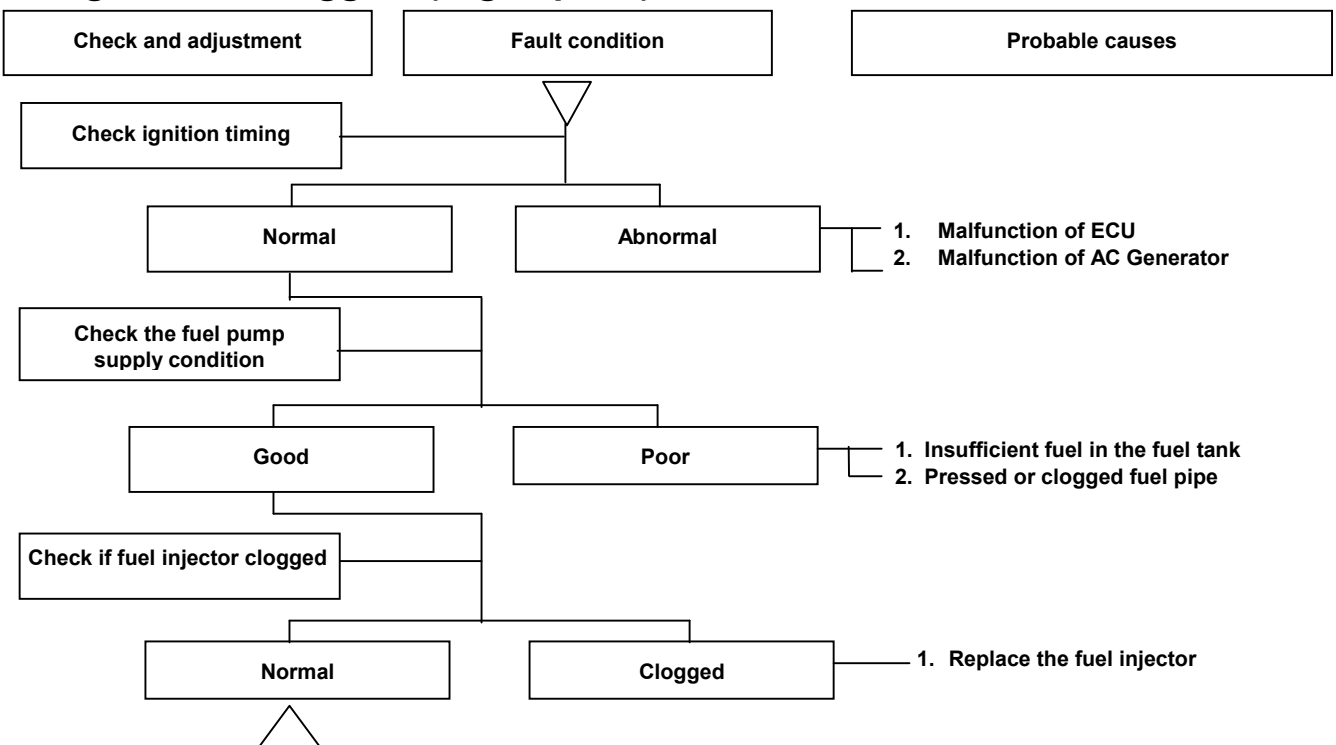 Check and adjustment
Fault condition
Probable causes
Check ignition timing
Normal
Abnormal
1. Malfunction of ECU
2. Malfunction of AC Generator
Check the fuel pump
supply condition
Good
Poor
1. Insufficient fuel in the fuel tank
2. Pressed or clogged fuel pipe
Check if fuel injector clogged
Normal
Clogged
1. Replace the fuel injector